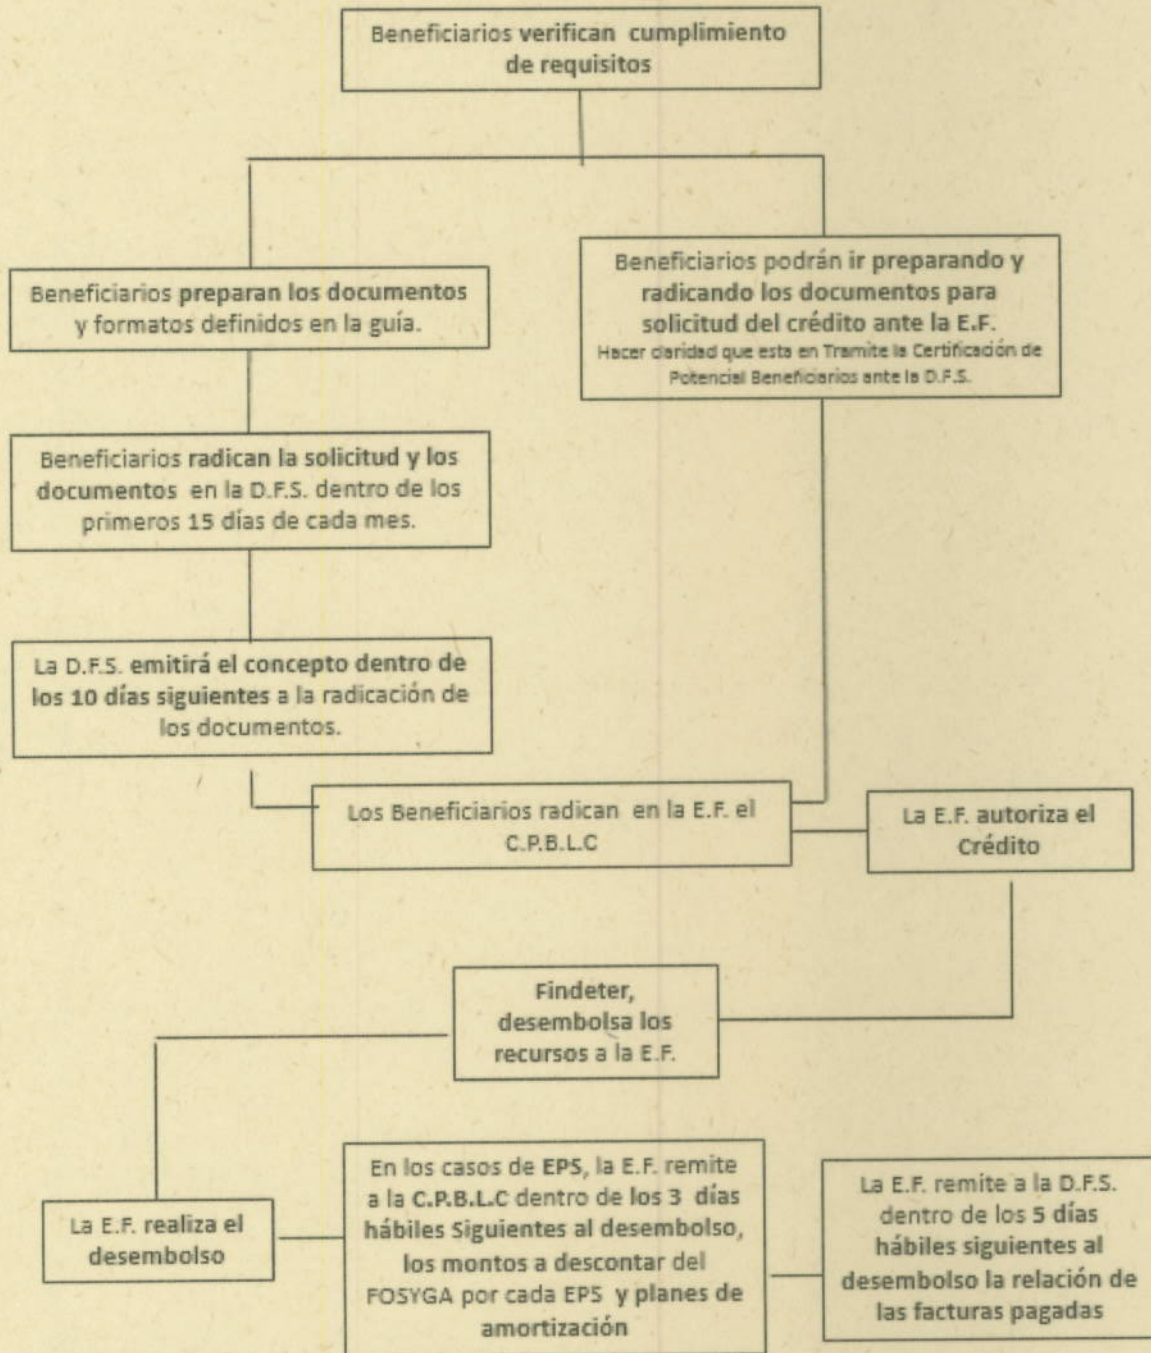 Beneficiarios verifican cumplimiento
de requisitos
Beneficiarios preparan los documentos
y formatos definidos en la guía.
Beneficiarios podrán ir preparando y
radicando los documentos para
solicitud del crédito ante la E.F.
Hacer claridad que esta en Tramite la Certificación de
Potencial Beneficiarios ante la D.F.S.
Beneficiarios radican la solicitud y los
documentos en la D.F.S. dentro de los
primeros 15 días de cada mes.
La D.F.S. emitirá el concepto dentro de
los 10 días siguientes a la radicación de
los documentos.
Los Beneficiarios radican en la E.F. el
C.P.B.L.C
La E.F. autoriza el
Crédito
Findeter,
desembolsa los
recursos a la E.F.
La E.F. realiza el
desembolso
En los casos de EPS, la E.F. remite
a la C.P.B.L.C dentro de los 3 días
hábiles Siguientes al desembolso,
los montos a descontar del
FOSYGA por cada EPS y planes de
amortización
La E.F. remite a la D.F.S.
dentro de los 5 días
hábiles siguientes al
desembolso la relación de
las facturas pagadas